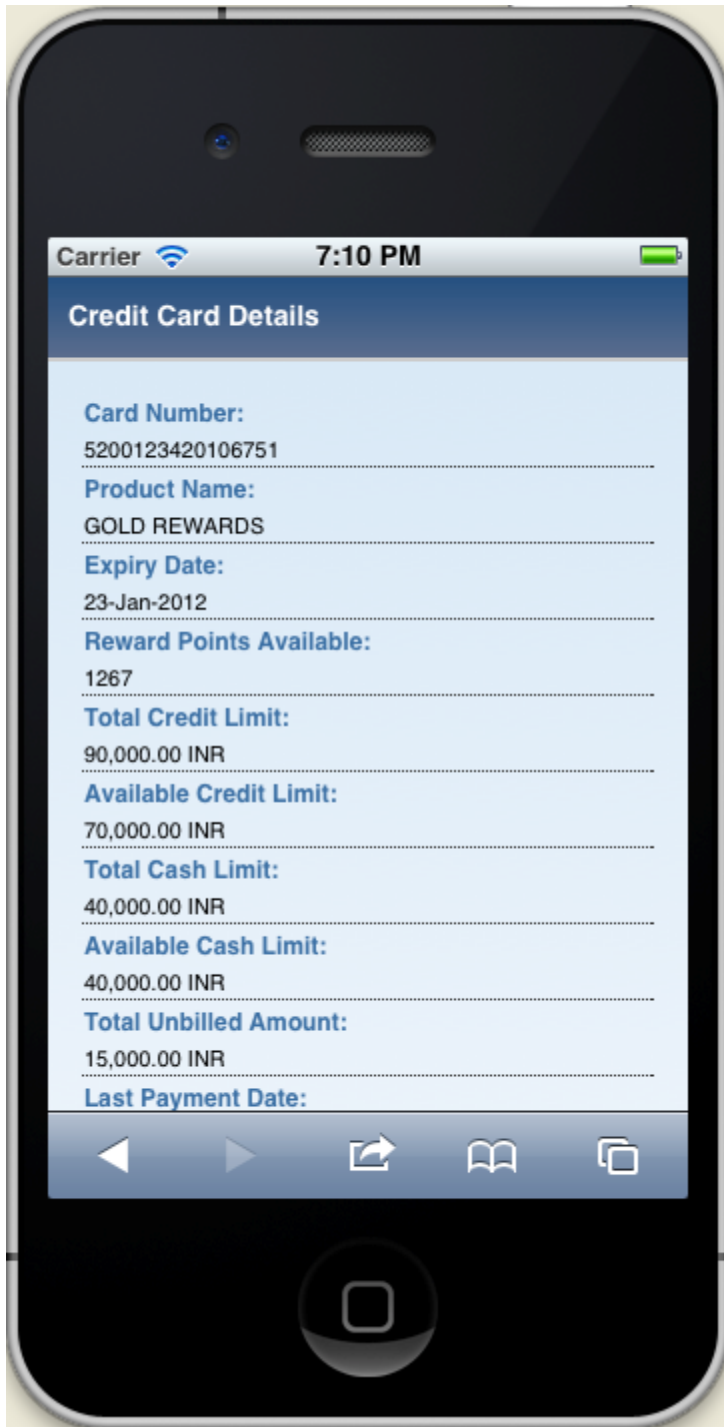 Carrier 7:10 PM
Credit Card Details
Card Number:
5200123420106751
Product Name:
GOLD REWARDS
Expiry Date:
23-Jan-2012
Reward Points Available:
1267
Total Credit Limit:
90,000.00 INR
Available Credit Limit:
70,000.00 INR
Total Cash Limit:
40,000.00 INR
Available Cash Limit:
40,000.00 INR
Total Unbilled Amount:
15,000.00 INR
Last Payment Date: